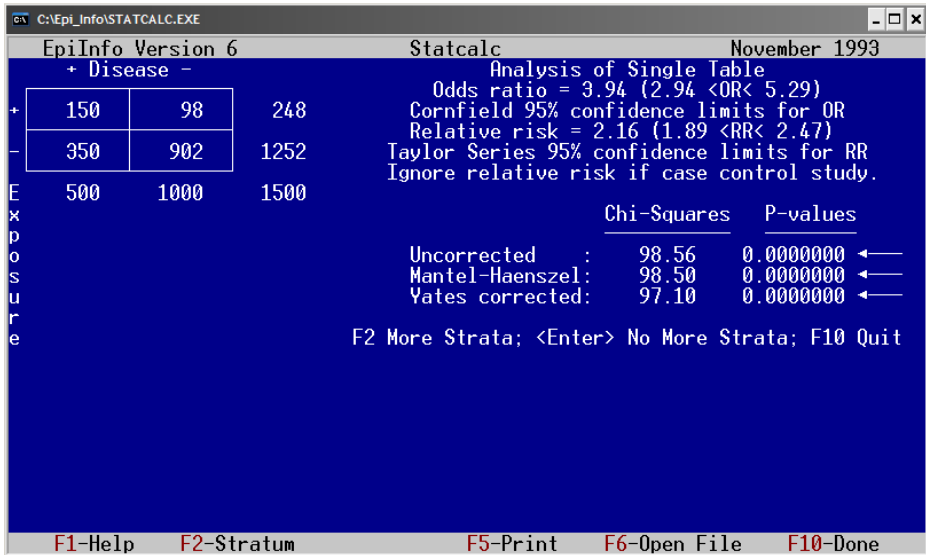 C:\Epi_Info\STATCALC.EXE
EpiInfo Version 6 Statcalc November 1993
+ Disease - Analysis of Single Table
Odds ratio = 3.94 (2.94 <OR< 5.29)
+ 150 98 248 Cornfield 95% confidence limits for OR
Relative risk = 2.16 (1.89 <RR< 2.47)
- 350 902 1252 Taylor Series 95% confidence limits for RR
Ignore relative risk if case control study.
500 1000 1500
Exposure
Chi-Squares P-values
Uncorrected : 98.56 0.0000000
Mantel-Haenszel: 98.50 0.0000000
Yates corrected: 97.10 0.0000000
F2 More Strata; <Enter> No More Strata; F10 Quit
F1-Help F2-Stratum F5-Print F6-Open File F10-Done